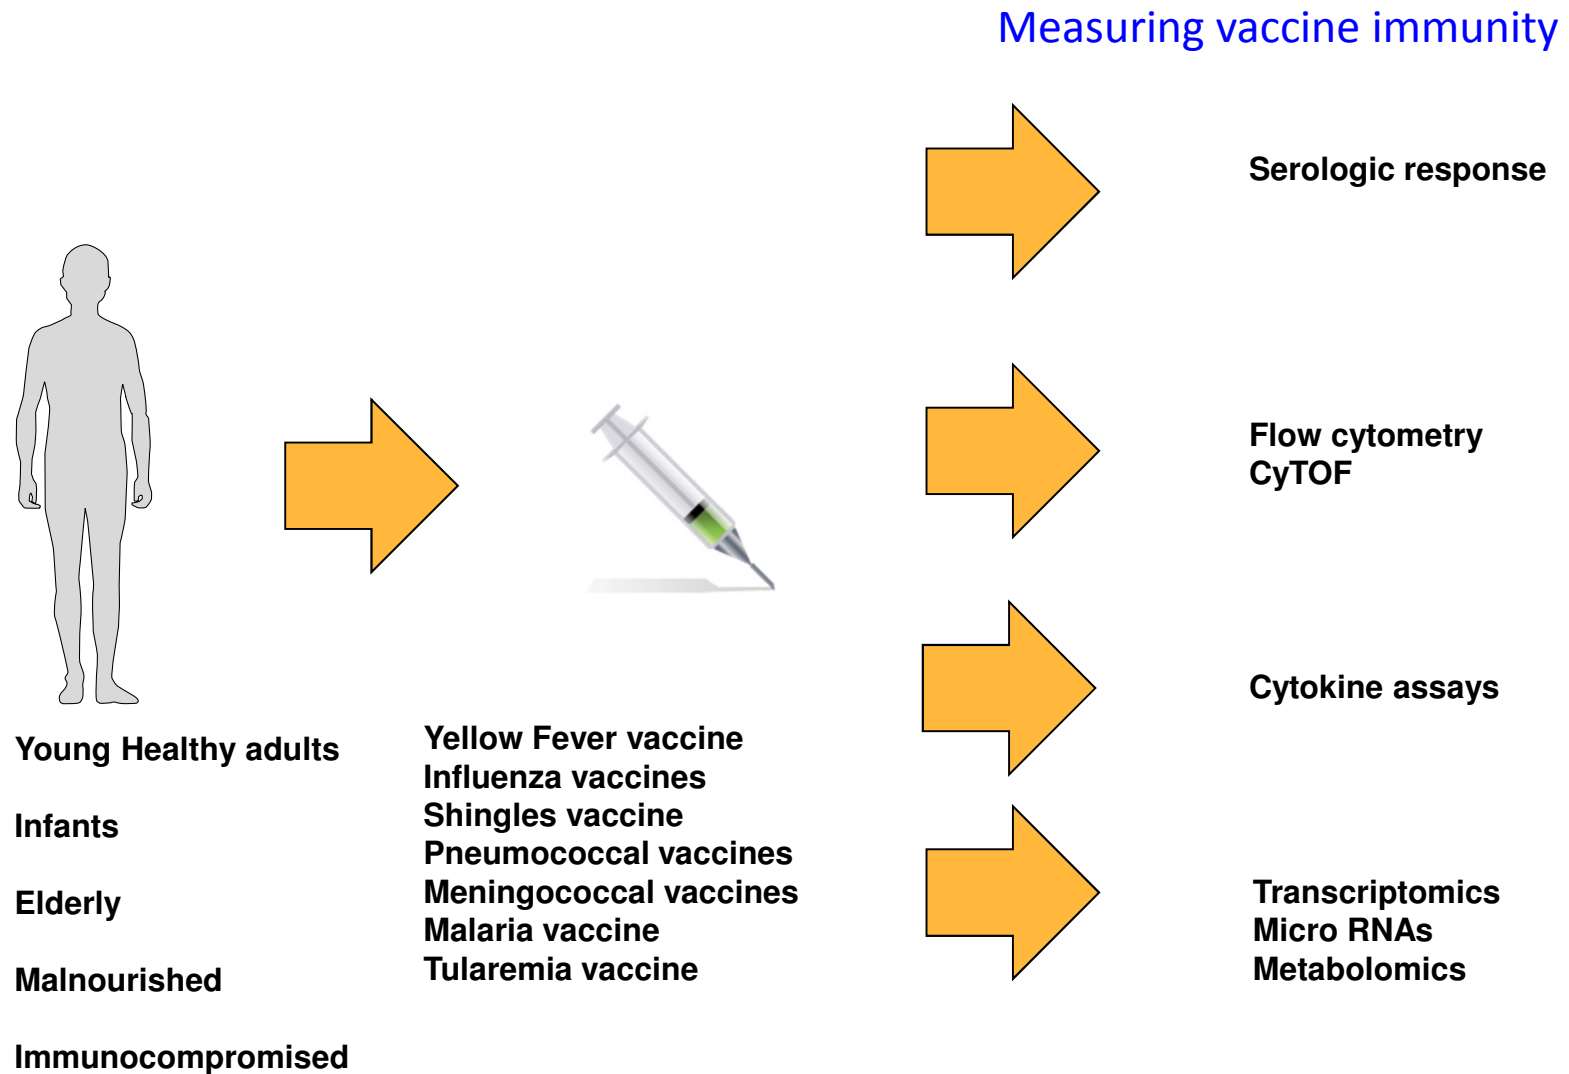 Measuring vaccine immunity
Serologic response
Flow cytometry
CyTOF
Cytokine assays
Young Healthy adults
Infants
Elderly
Malnourished
Immunocompromised
Yellow Fever vaccine
Influenza vaccines
Shingles vaccine
Pneumococcal vaccines
Meningococcal vaccines
Malaria vaccine
Tularemia vaccine
Transcriptomics
Micro RNAs
Metabolomics